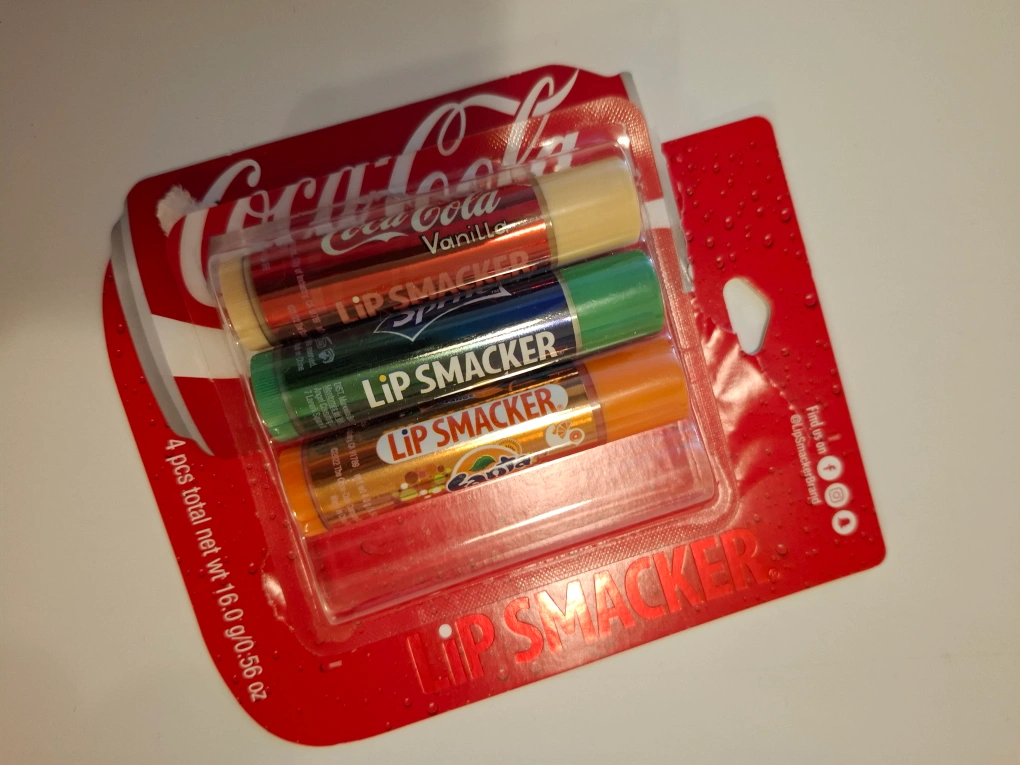 Coca-Cola
Coca-Cola
Vanilla
LiP SMACKER
Sprite
LiP SMACKER
LiP SMACKER
Fanta
4 pcs total net wt 16.0 g/0.56 oz
LiP SMACKER
Find us on
@LipSmackerBrand